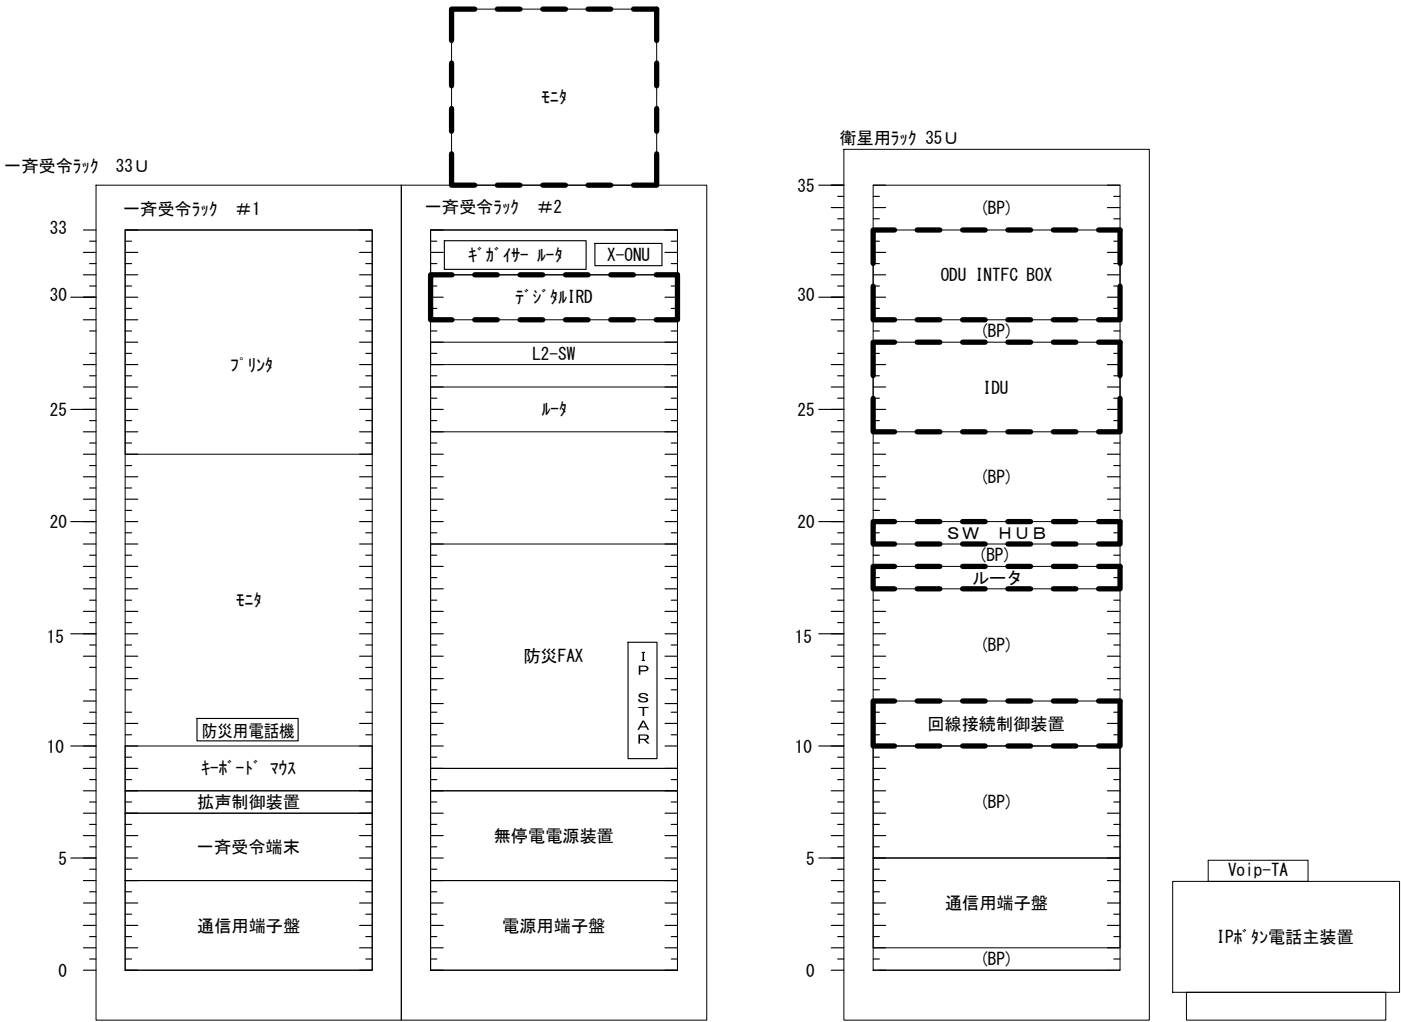 モニタ
一斉受令ラック 33U
衛星用ラック 35U
一斉受令ラック #1
一斉受令ラック #2
33
30
25
20
15
10
5
0
プリンタ
モニタ
防災用電話機
キーボード マウス
拡声制御装置
一斉受令端末
通信用端子盤
ギガイサー ルータ
X-ONU
デジタルIRD
L2-SW
ルータ
防災FAX
IP STAR
無停電電源装置
電源用端子盤
35
30
25
20
15
10
5
0
(BP)
ODU INTFC BOX
(BP)
IDU
(BP)
SW HUB
(BP)
ルータ
(BP)
回線接続制御装置
(BP)
通信用端子盤
(BP)
Voip-TA
IPボタン電話主装置